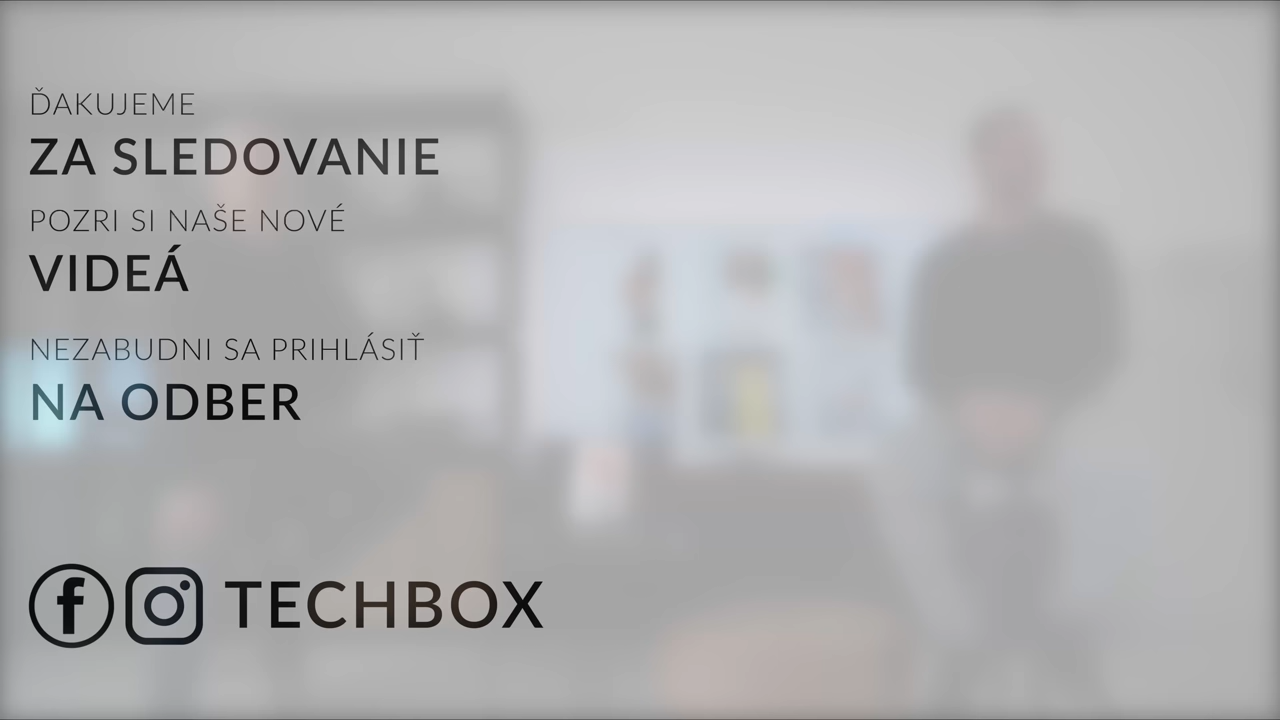 ĎAKUJEME
ZA SLEDOVANIE
POZRI SI NAŠE NOVÉ
VIDEÁ
NEZABUDNI SA PRIHLÁSIŤ
NA ODBER
TECHBOX